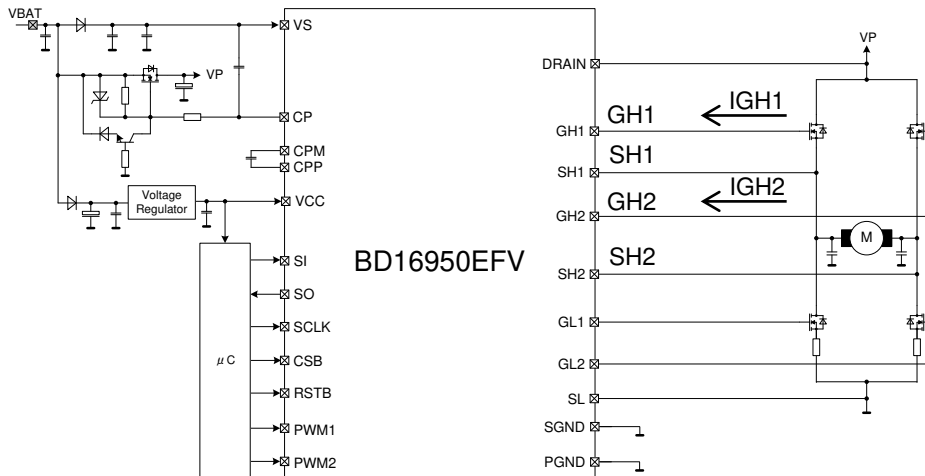 VBAT
VS
VP
CP
CPM
CPP
Voltage
Regulator
VCC
μC
SI
SO
SCLK
CSB
RSTB
PWM1
PWM2
BD16950EFV
VP
DRAIN
GH1
IGH1
GH1
SH1
SH1
GH2
IGH2
GH2
M
SH2
SH2
GL1
GL2
SL
SGND
PGND